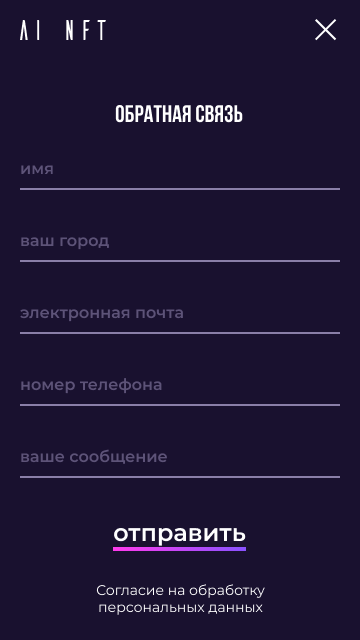 AI NFT
ОБРАТНАЯ СВЯЗЬ
имя
ваш город
электронная почта
номер телефона
ваше сообщение
отправить
Согласие на обработку
персональных данных